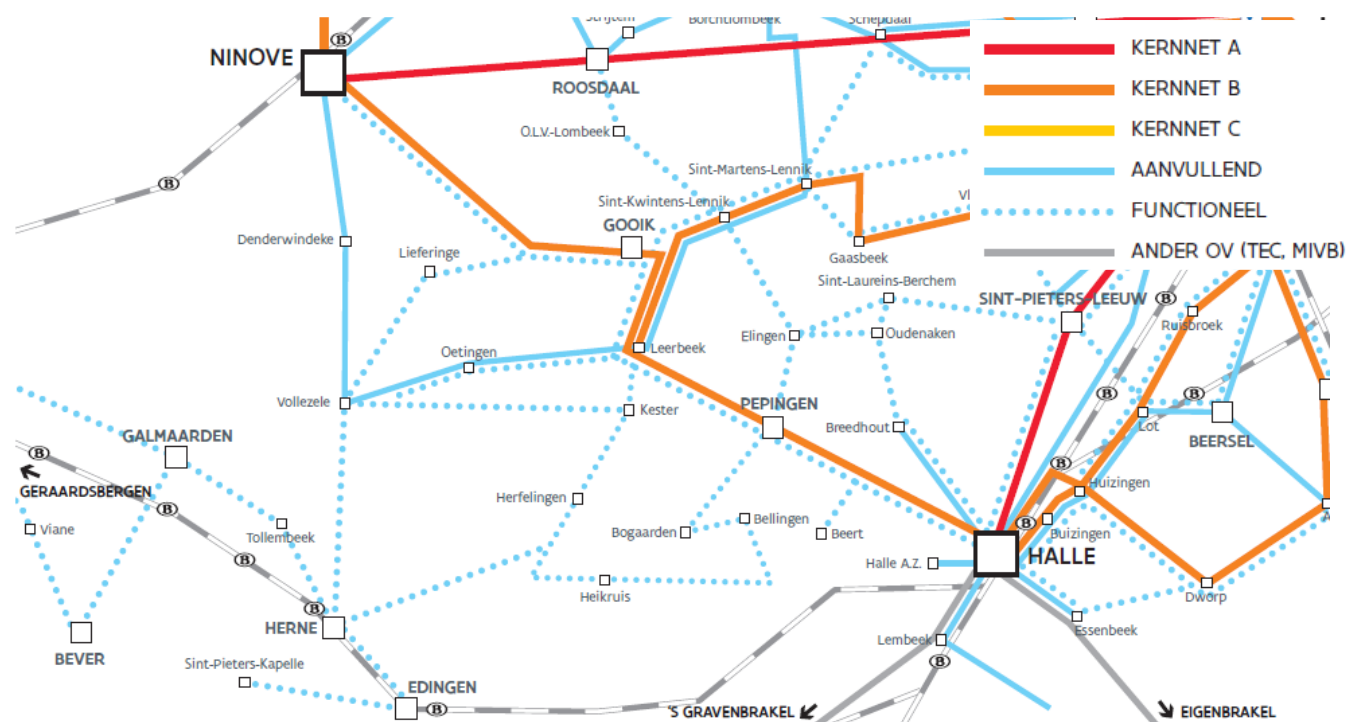 Borchtlombeek
Schepdaal
NINOVE
B
ROOSDAAL
O.L.V.-Lombeek
B
Sint-Martens-Lennik
Sint-Kwintens-Lennik
GOOIK
Denderwindeke
Lieferinge
Gaasbeek
KERNNET A
KERNNET B
KERNNET C
AANVULLEND
FUNCTIONEEL
ANDER OV (TEC, MIVB)
Sint-Laureins-Berchem
SINT-PIETERS-LEEUW
B
Ruisbroek
Elingen
Oudenaken
Leerbeek
Oetingen
Vollezele
Kester
PEPINGEN
Breedhout
B
B
Lot
BEERSEL
GALMAARDEN
B
GERAARDSBERGEN
B
Viane
Tollembeek
B
B
Herfelingen
Bogaarden
Bellingen
Beert
B
Huizingen
B
Buizingen
HALLE
Halle A.Z.
Heikruis
Dworp
HERNE
BEVER
Sint-Pieters-Kapelle
EDINGEN
B
Lembeek
B
Essenbeek
'S GRAVENBRAKEL
EIGENBRAKEL